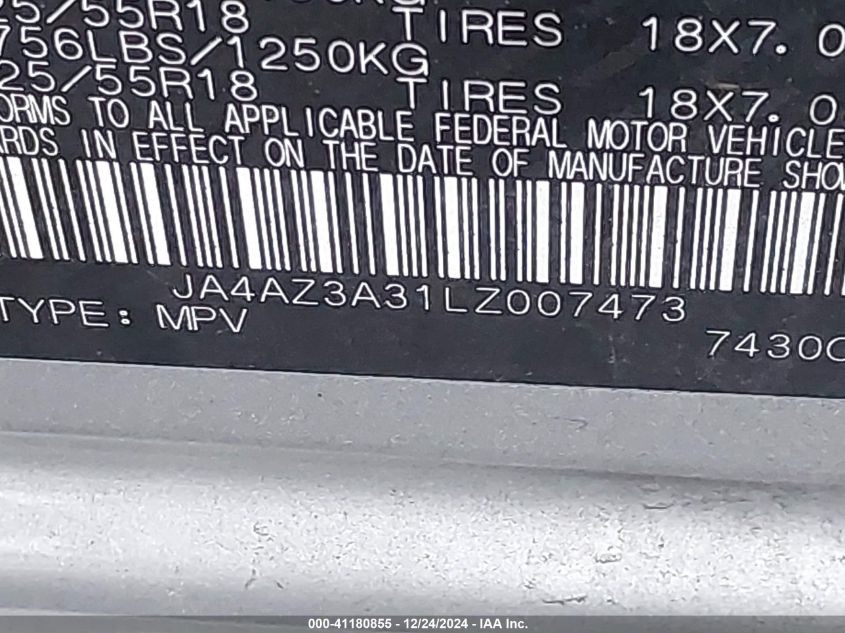 25/55R18 TIRES 18X7.0
756LBS/1250KG
25/55R18 TIRES 18X7.0
ORMS TO ALL APPLICABLE FEDERAL MOTOR VEHICLE
ARDS IN EFFECT ON THE DATE OF MANUFACTURE SHO
JA4AZ3A31LZ007473
TYPE: MPV
7430
000-41180855 - 12/24/2024 - IAA Inc.